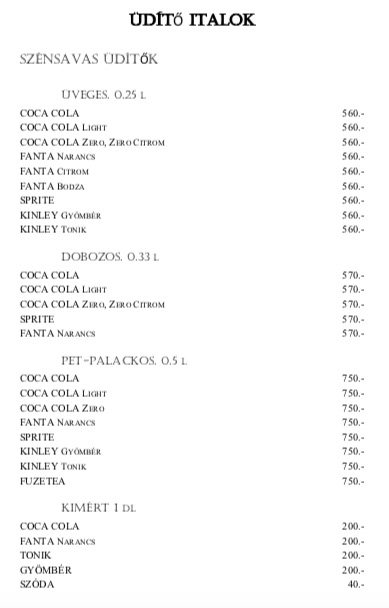 ÜDÍTŐ ITALOK
SZÉNSAVAS ÜDÍTŐK
ÜVEGES, 0.25 L
COCA COLA 560.-
COCA COLA LIGHT 560.-
COCA COLA ZERO, ZERO CITROM 560.-
FANTA NARANCS 560.-
FANTA CITROM 560.-
FANTA BODZA 560.-
SPRITE 560.-
KINLEY GYÖMBÉR 560.-
KINLEY TONIK 560.-
DOBOZOS, 0.33 L
COCA COLA 570.-
COCA COLA LIGHT 570.-
COCA COLA ZERO, ZERO CITROM 570.-
SPRITE 570.-
FANTA NARANCS 570.-
PET-PALACKOS, 0.5 L
COCA COLA 750.-
COCA COLA LIGHT 750.-
COCA COLA ZERO 750.-
FANTA NARANCS 750.-
SPRITE 750.-
KINLEY GYÖMBÉR 750.-
KINLEY TONIK 750.-
FUZETEA 750.-
KIMÉRT 1 DL
COCA COLA 200.-
FANTA NARANCS 200.-
TONIK 200.-
GYÖMBÉR 200.-
SZÓDA 40.-